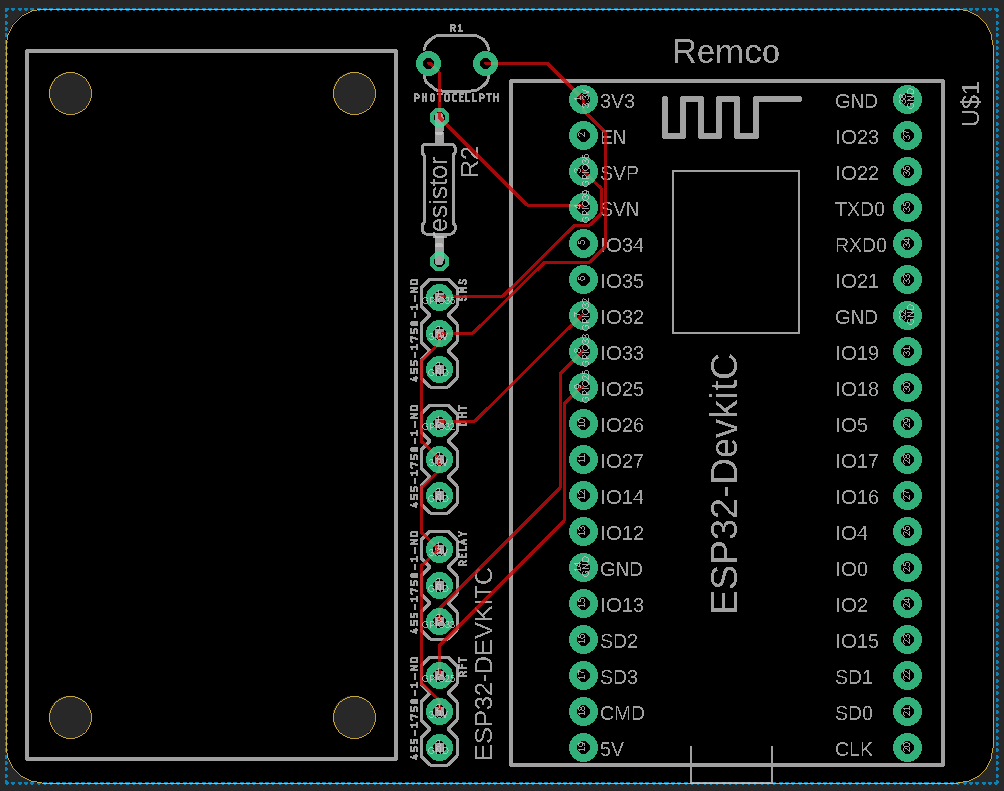 R1
PHOTOCELLPTH
R2
esistor
Remco
U$1
3V3
EN
SVP
SVN
IO34
IO35
IO32
IO33
IO25
IO26
IO27
IO14
IO12
GND
IO13
SD2
SD3
CMD
5V
GND
IO23
IO22
TXD0
RXD0
IO21
GND
IO19
IO18
IO5
IO17
IO16
IO4
IO0
IO2
IO15
SD1
SD0
CLK
ESP32-DevkitC
ESP32-DEVKITC
455-1750-1-ND
455-1750-1-ND
DHT
455-1750-1-ND
RELAY
455-1750-1-ND
RFT